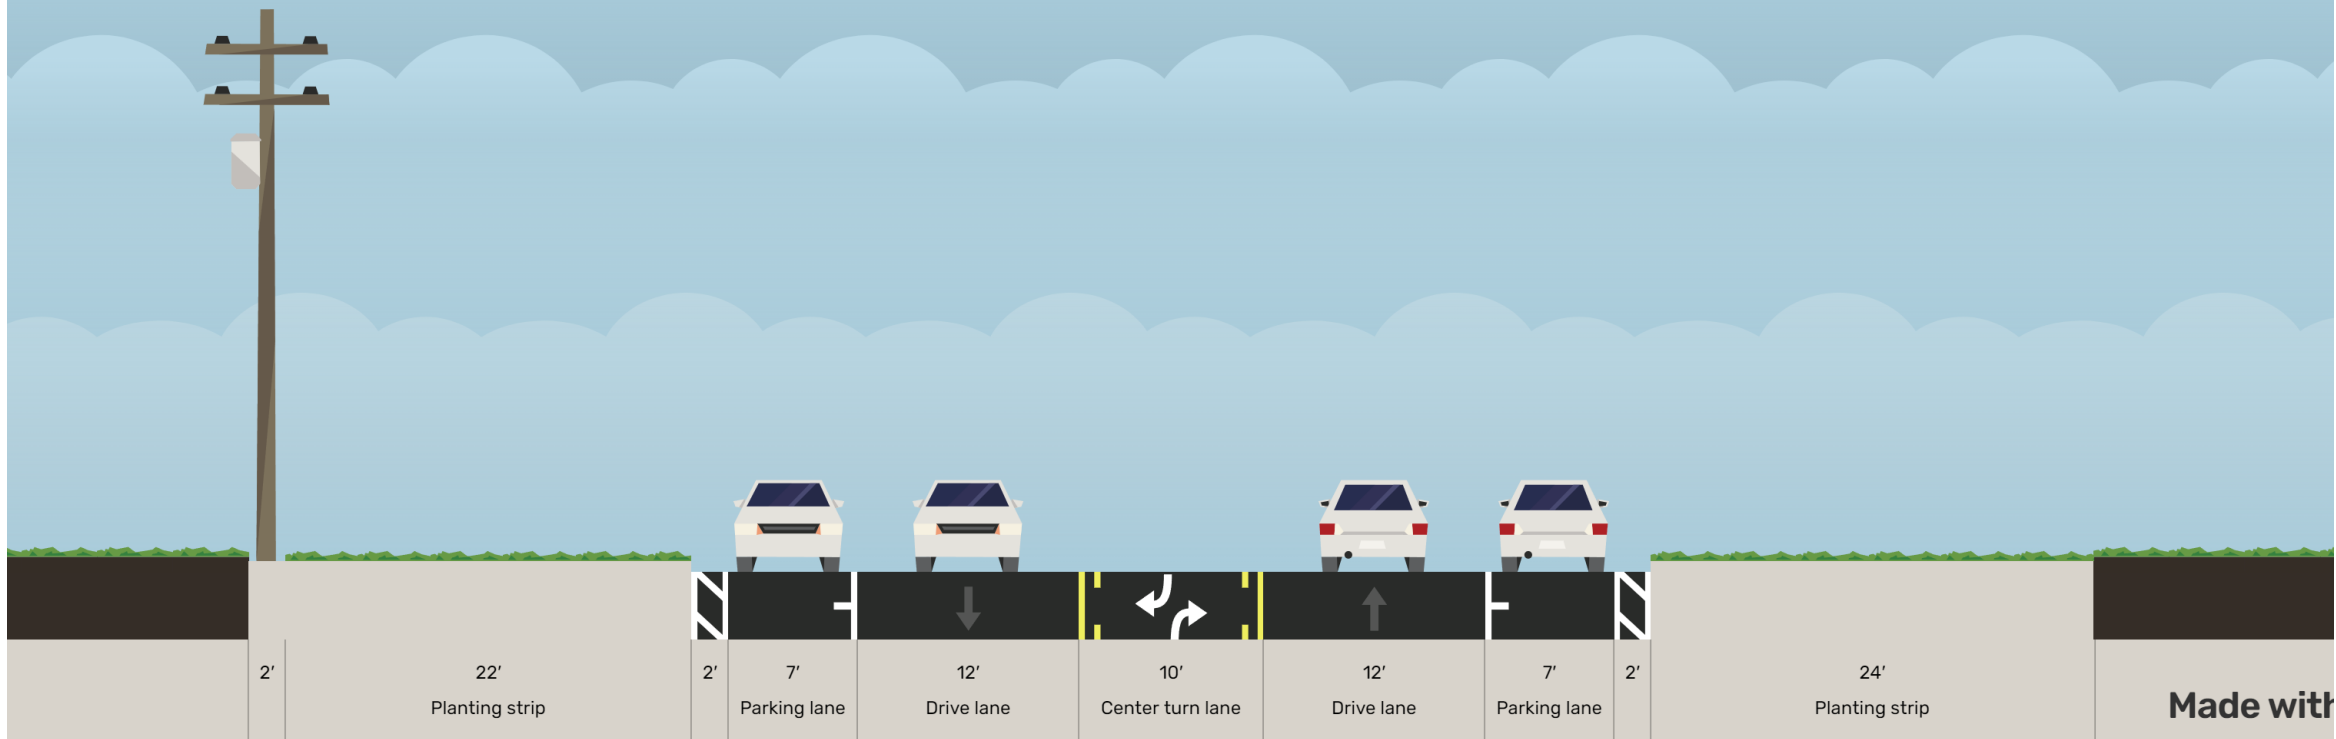 2′ 22′ 2′ 7′ 12′ 10′ 12′ 7′ 2′ 24′
Planting strip Parking lane Drive lane Center turn lane Drive lane Parking lane Planting strip
Made with